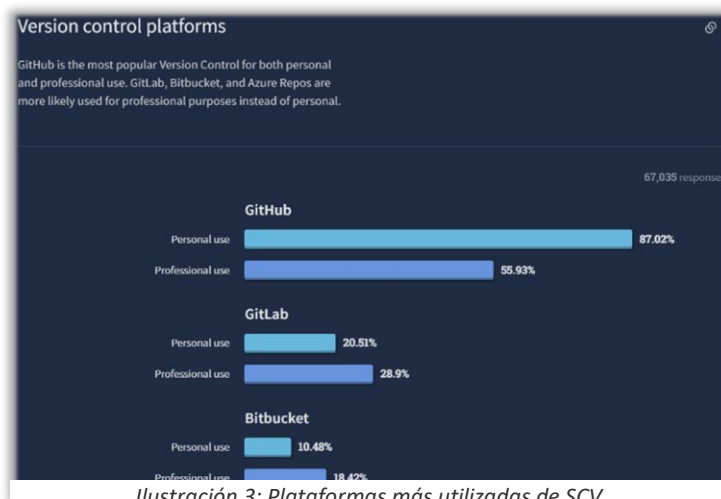 Version control platforms
GitHub is the most popular Version Control for both personal
and professional use. GitLab, Bitbucket, and Azure Repos are
more likely used for professional purposes instead of personal.
67,035 response
GitHub
Personal use 87.02%
Professional use 55.93%
GitLab
Personal use 20.51%
Professional use 28.9%
Bitbucket
Personal use 10.48%
Professional use 18.42%
Ilustración 3: Plataformas más utilizadas de SCV